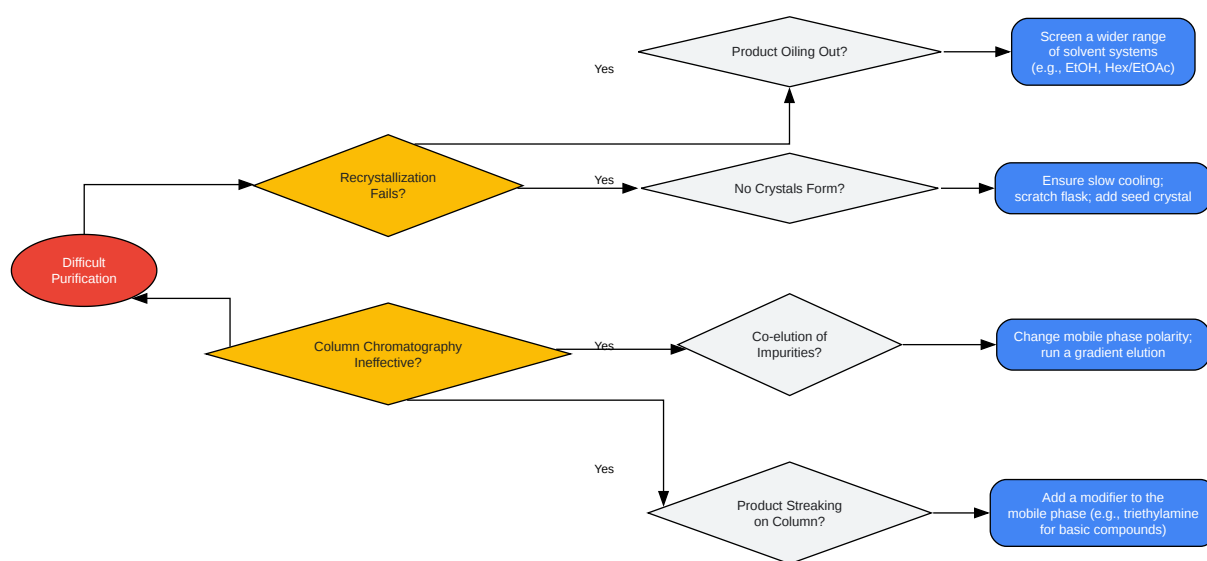 Yes
Product Oiling Out?
Screen a wider range
of solvent systems
(e.g., EtOH, Hex/EtOAc)
Recrystallization
Fails?
Yes
No Crystals Form?
Ensure slow cooling;
scratch flask; add seed crystal
Difficult
Purification
Column Chromatography
Ineffective?
Yes
Co-elution of
Impurities?
Change mobile phase polarity;
run a gradient elution
Yes
Product Streaking
on Column?
Add a modifier to the
mobile phase (e.g., triethylamine
for basic compounds)